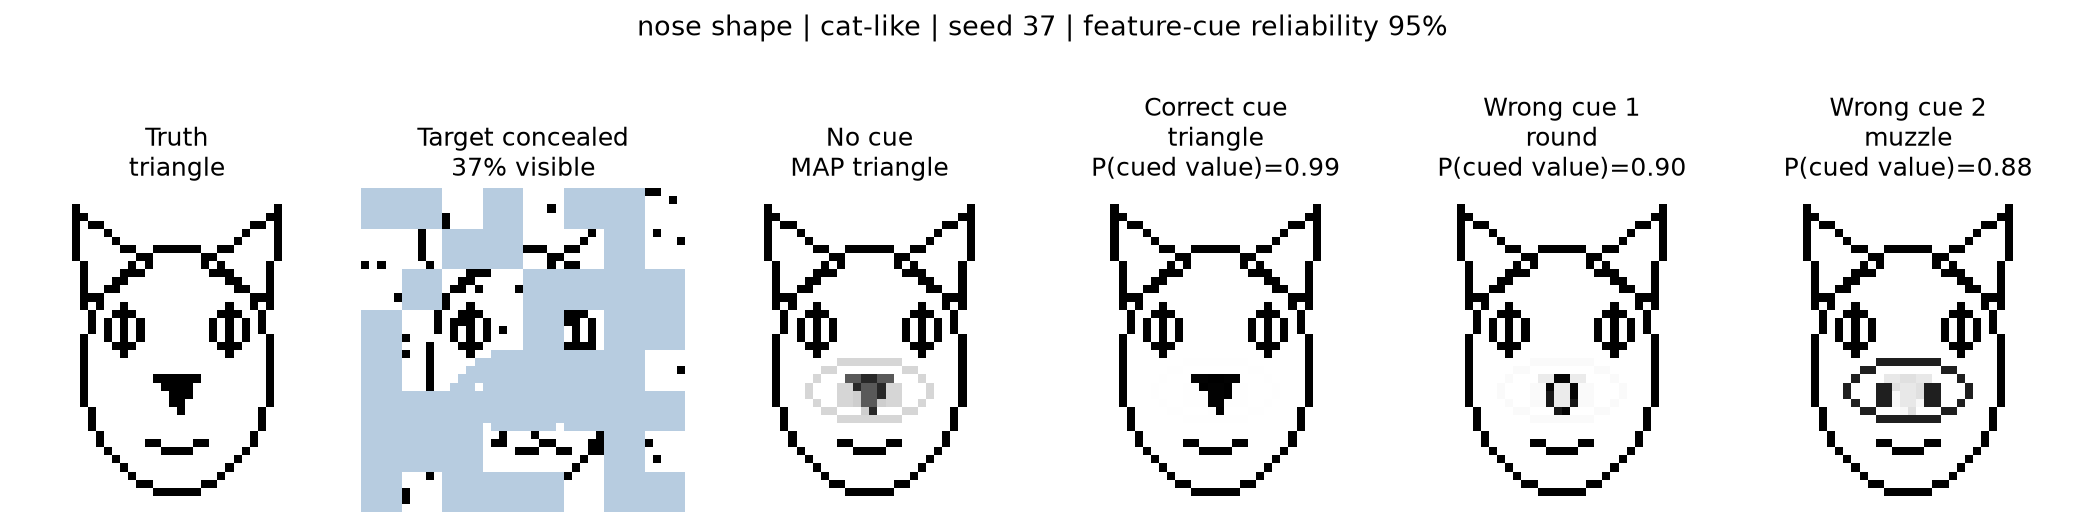 nose shape | cat-like | seed 37 | feature-cue reliability 95%
Truth
triangle
Target concealed
37% visible
No cue
MAP triangle
Correct cue
triangle
P(cued value)=0.99
Wrong cue 1
round
P(cued value)=0.90
Wrong cue 2
muzzle
P(cued value)=0.88